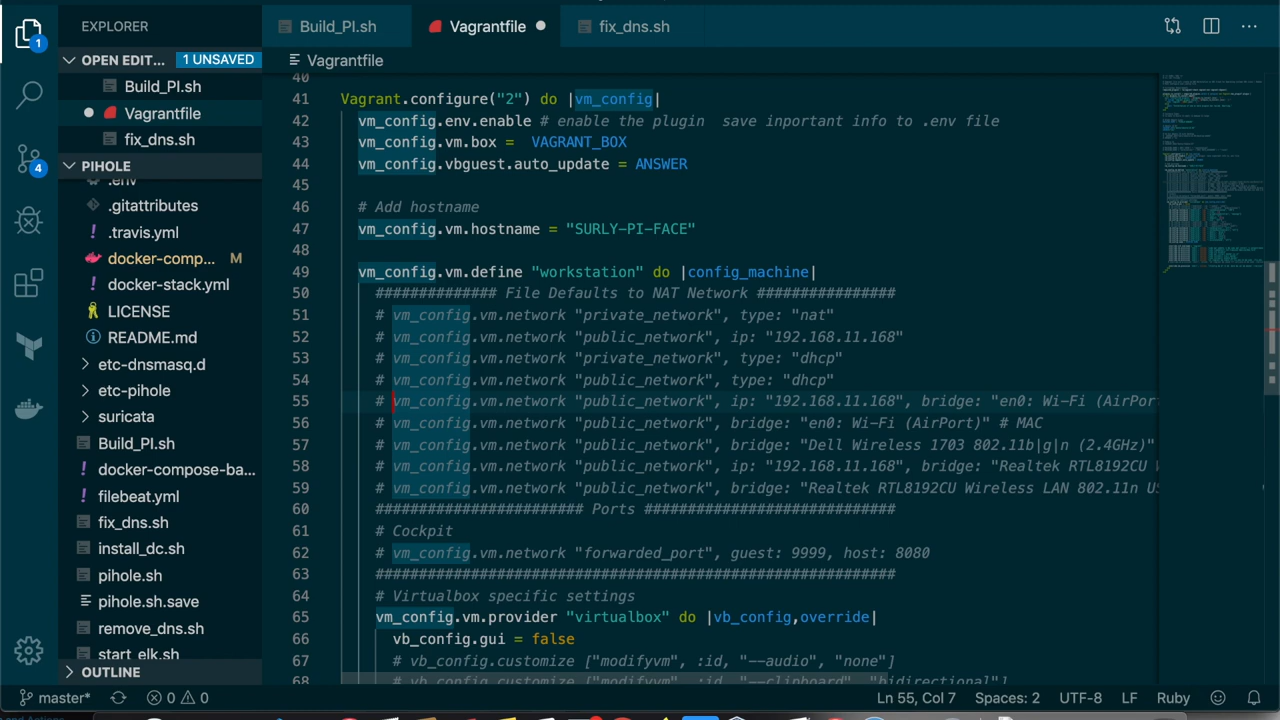 EXPLORER
Build_PI.sh
Vagrantfile
fix_dns.sh
1
OPEN EDIT...
1 UNSAVED
Build_PI.sh
Vagrantfile
fix_dns.sh
4
PIHOLE
.env
.gitattributes
.travis.yml
docker-comp... M
docker-stack.yml
LICENSE
README.md
etc-dnsmasq.d
etc-pihole
suricata
Build_PI.sh
docker-compose-ba...
filebeat.yml
fix_dns.sh
install_dc.sh
pihole.sh
pihole.sh.save
remove_dns.sh
start_elk.sh
OUTLINE
Vagrantfile
40
41 Vagrant.configure("2") do |vm_config|
42 vm_config.env.enable # enable the plugin save inportant info to .env file
43 vm_config.vm.box = VAGRANT_BOX
44 vm_config.vbguest.auto_update = ANSWER
45
46 # Add hostname
47 vm_config.vm.hostname = "SURLY-PI-FACE"
48
49 vm_config.vm.define "workstation" do |config_machine|
50 ############## File Defaults to NAT Network ################
51 # vm_config.vm.network "private_network", type: "nat"
52 # vm_config.vm.network "public_network", ip: "192.168.11.168"
53 # vm_config.vm.network "private_network", type: "dhcp"
54 # vm_config.vm.network "public_network", type: "dhcp"
55 # vm_config.vm.network "public_network", ip: "192.168.11.168", bridge: "en0: Wi-Fi (AirPor
56 # vm_config.vm.network "public_network", bridge: "en0: Wi-Fi (AirPort)" # MAC
57 # vm_config.vm.network "public_network", bridge: "Dell Wireless 1703 802.11b|g|n (2.4GHz)"
58 # vm_config.vm.network "public_network", ip: "192.168.11.168", bridge: "Realtek RTL8192CU W
59 # vm_config.vm.network "public_network", bridge: "Realtek RTL8192CU Wireless LAN 802.11n US
60 ######################## Ports #############################
61 # Cockpit
62 # vm_config.vm.network "forwarded_port", guest: 9999, host: 8080
63 ############################################################
64 # Virtualbox specific settings
65 vm_config.vm.provider "virtualbox" do |vb_config,override|
66 vb_config.gui = false
67 # vb_config.customize ["modifyvm", :id, "--audio", "none"]
68 # vb_config.customize ["modifyvm", :id, "--clipboard", "bidirectional"]
master*
0
0
Ln 55, Col 7
Spaces: 2
UTF-8
LF
Ruby